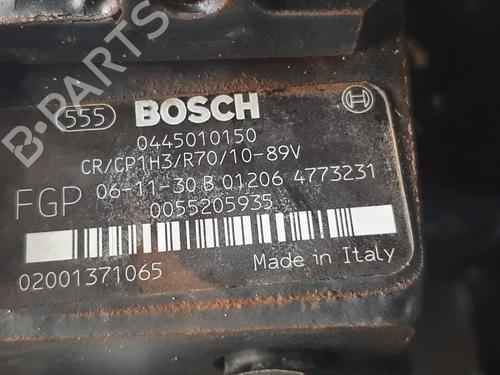 B-PARTS
555 BOSCH
0445010150
CR/CP1H3/R70/10-89V
FGP 06-11-30 B 01206 4773231
0055205935
02001371065 Made in Italy